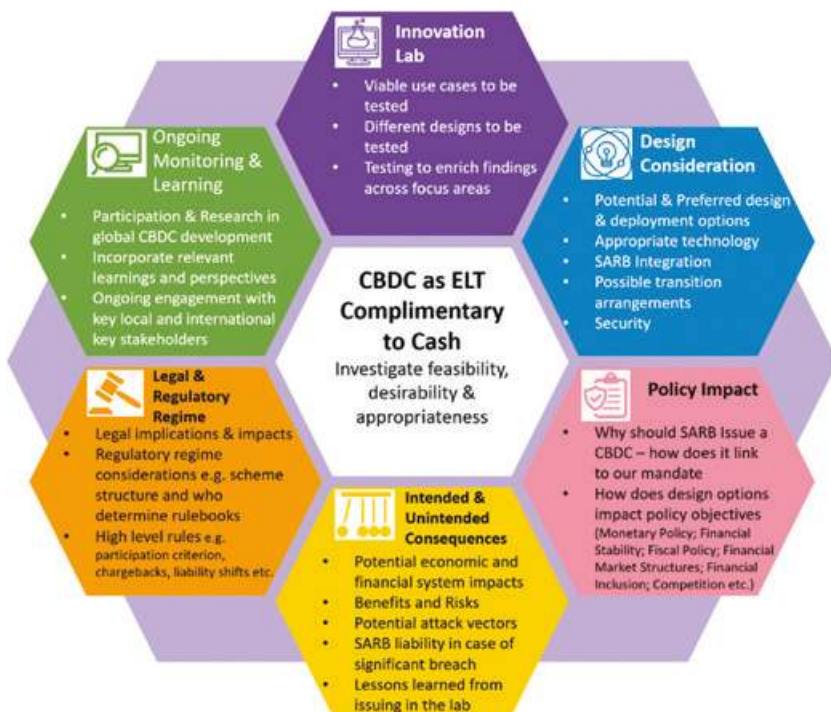 Innovation
Lab
• Viable use cases to be
tested
• Different designs to be
tested
• Testing to enrich findings
across focus areas
Ongoing
Monitoring &
Learning
• Participation & Research in
global CBDC development
• Incorporate relevant
learnings and perspectives
• Ongoing engagement with
key local and international
key stakeholders
Design
Consideration
• Potential & Preferred design
& deployment options
• Appropriate technology
• SARB Integration
• Possible transition
arrangements
• Security
CBDC as ELT
Complimentary
to Cash
Investigate feasibility,
desirability &
appropriateness
Legal &
Regulatory
Regime
• Legal implications & impacts
• Regulatory regime
considerations e.g. scheme
structure and who
determine rulebooks
• High level rules e.g.
participation criterion,
chargebacks, liability shifts etc.
Policy Impact
• Why should SARB Issue a
CBDC – how does it link
to our mandate
• How does design options
impact policy objectives
(Monetary Policy; Financial
Stability; Fiscal Policy; Financial
Market Structures; Financial
Inclusion; Competition etc.)
Intended &
Unintended
Consequences
• Potential economic and
financial system impacts
• Benefits and Risks
• Potential attack vectors
• SARB liability in case of
significant breach
• Lessons learned from
issuing in the lab